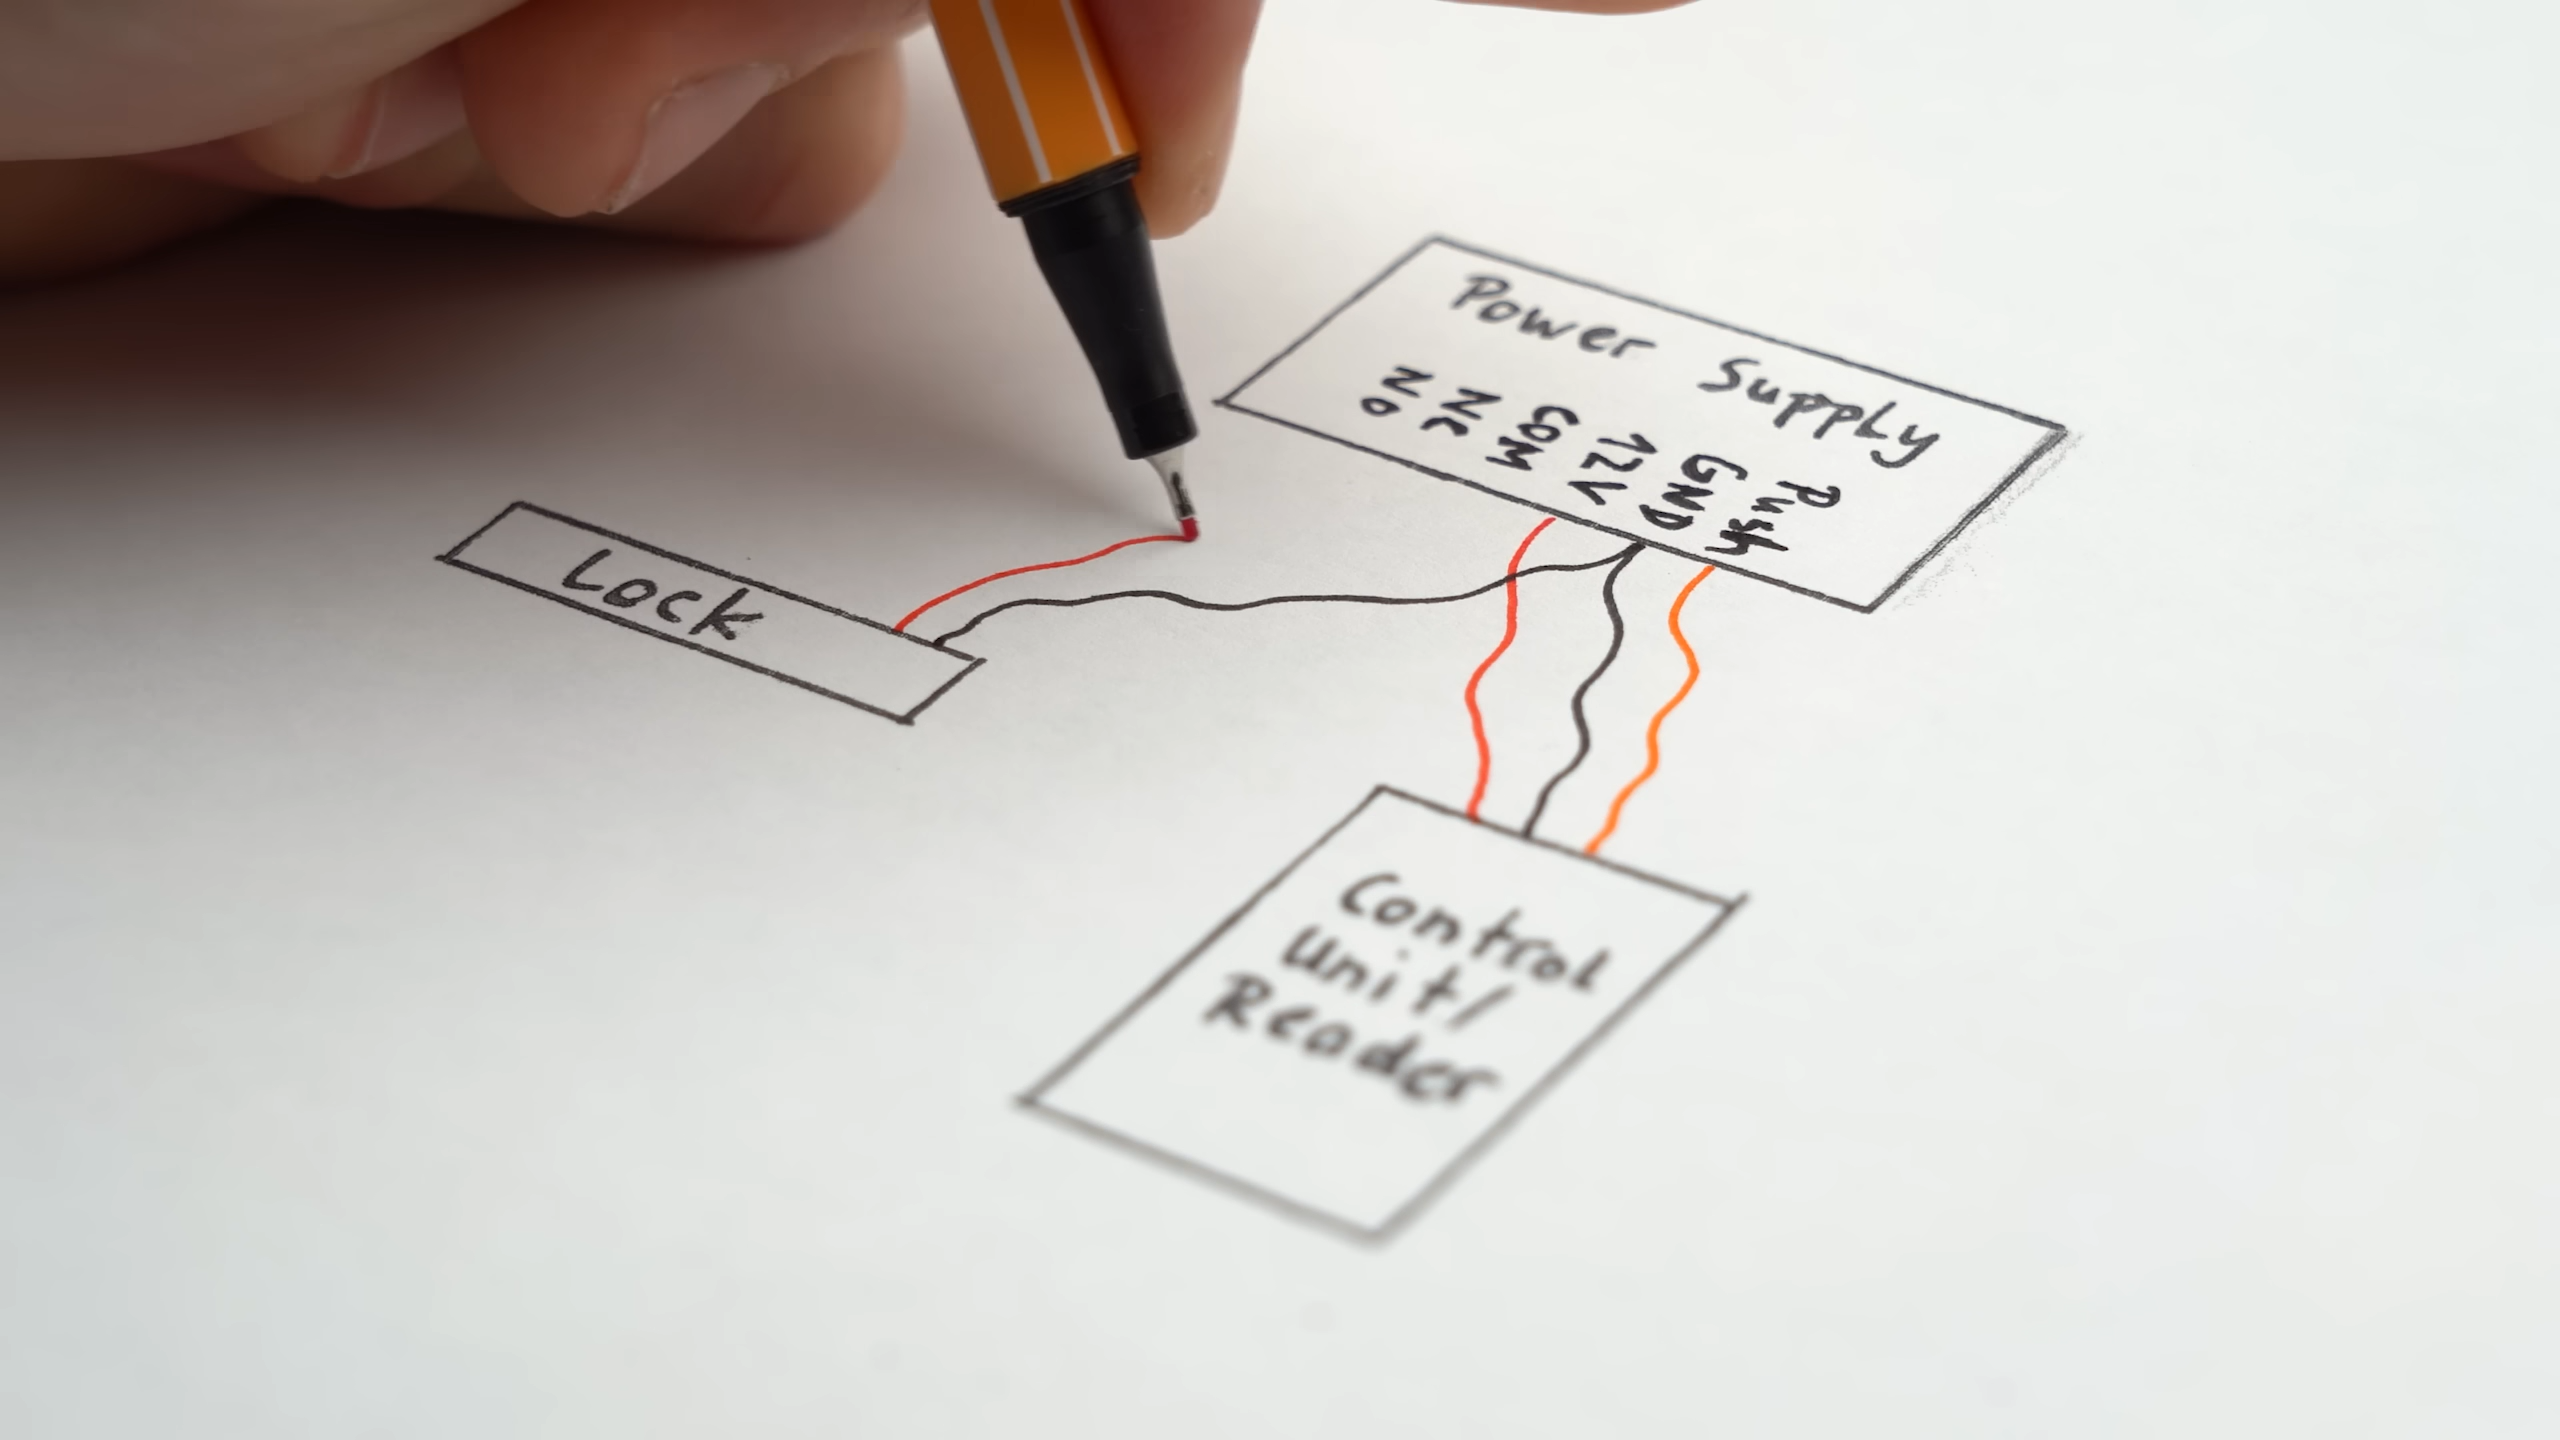 Power Supply
NO
NC
COM
12V
GND
Push
Lock
Control
Unit/
Reader